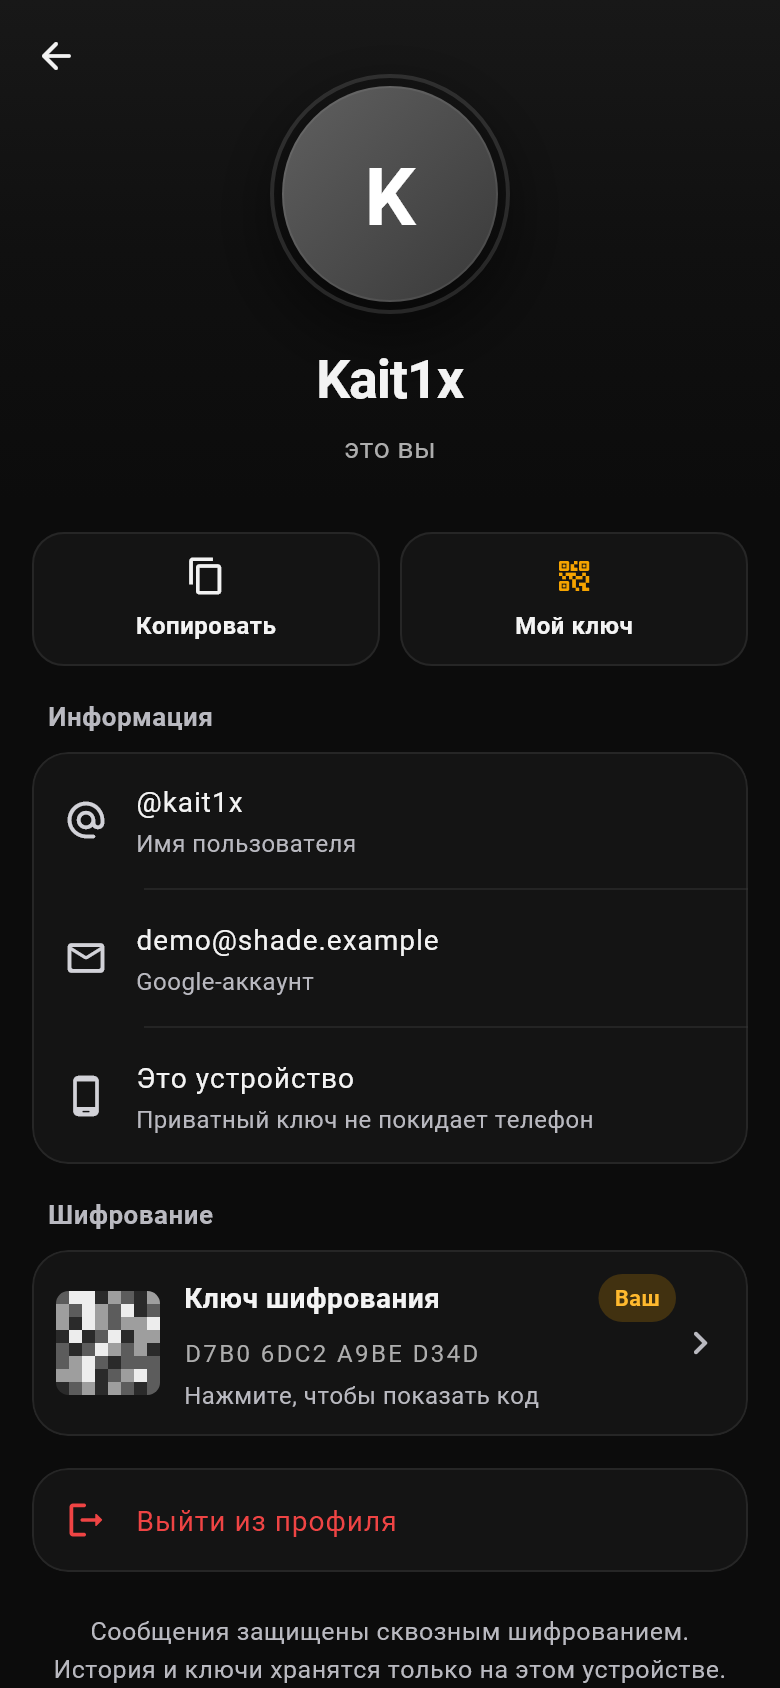 K
Kait1x
это вы
Копировать
Мой ключ
Информация
@kait1x
Имя пользователя
demo@shade.example
Google-аккаунт
Это устройство
Приватный ключ не покидает телефон
Шифрование
Ключ шифрования
Ваш
D7B0 6DC2 A9BE D34D
Нажмите, чтобы показать код
Выйти из профиля
Сообщения защищены сквозным шифрованием.
История и ключи хранятся только на этом устройстве.